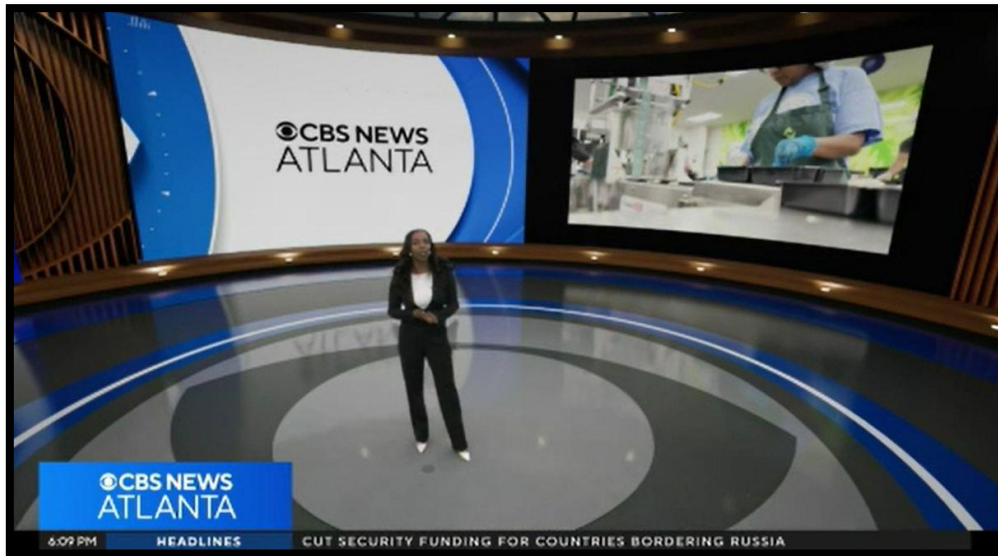 CBS NEWS
ATLANTA
CBS NEWS
ATLANTA
6:09 PM HEADLINES CUT SECURITY FUNDING FOR COUNTRIES BORDERING RUSSIA